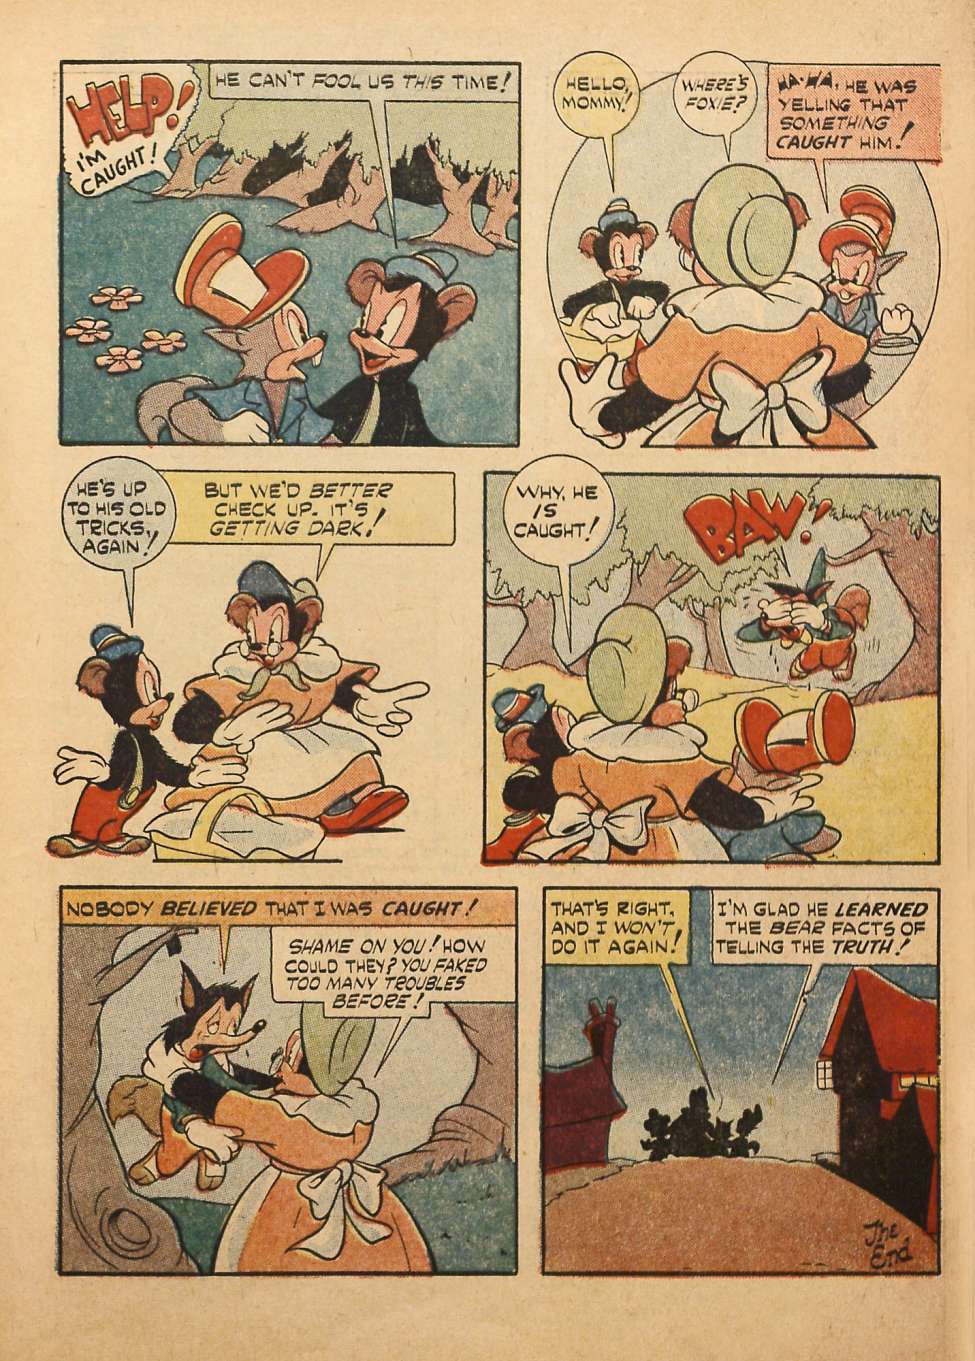 HELP!
I'M
CAUGHT!
HE CAN'T FOOL US THIS TIME!
HELLO,
MOMMY!
WHERE'S
FOXIE?
HA-HA, HE WAS
YELLING THAT
SOMETHING
CAUGHT HIM!
HE'S UP
TO HIS OLD
TRICKS,
AGAIN!
BUT WE'D BETTER
CHECK UP. IT'S
GETTING DARK!
WHY, HE
IS
CAUGHT!
BAW!
NOBODY BELIEVED THAT I WAS CAUGHT!
SHAME ON YOU! HOW
COULD THEY? YOU FAKED
TOO MANY TROUBLES
BEFORE!
THAT'S RIGHT,
AND I WON'T
DO IT AGAIN!
I'M GLAD HE LEARNED
THE BEAR FACTS OF
TELLING THE TRUTH!
The
End